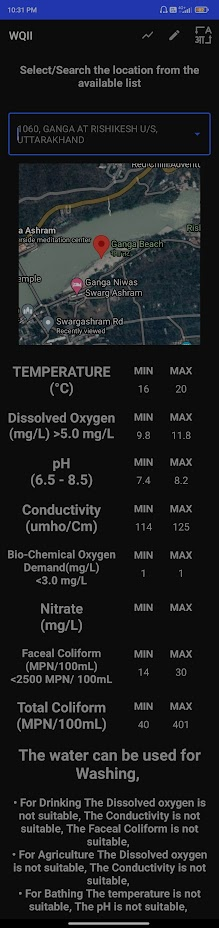 10:31 PM
WQII
Select/Search the location from the
available list
1060, GANGA AT RISHIKESH U/S,
UTTARAKHAND
Red Chilli Advent
a Ashram
erside meditation center
Ganga Beach
Rish
emple
Ganga Niwas
Swarg Ashram
Swargashram Rd
Recently viewed
TEMPERATURE MIN MAX
(°C) 16 20
Dissolved Oxygen MIN MAX
(mg/L) >5.0 mg/L 9.8 11.8
pH MIN MAX
(6.5 - 8.5) 7.4 8.2
Conductivity MIN MAX
(umho/Cm) 114 125
Bio-Chemical Oxygen MIN MAX
Demand(mg/L)
<3.0 mg/L 1 1
Nitrate MIN MAX
(mg/L)
Faceal Coliform MIN MAX
(MPN/100mL)
<2500 MPN/ 100mL 14 30
Total Coliform MIN MAX
(MPN/100mL) 40 401
The water can be used for
Washing,
• For Drinking The Dissolved oxygen is
not suitable, The Conductivity is not
suitable, The Faceal Coliform is not
suitable,
• For Agriculture The Dissolved oxygen
is not suitable, The Conductivity is not
suitable,
• For Bathing The temperature is not
suitable, The pH is not suitable,